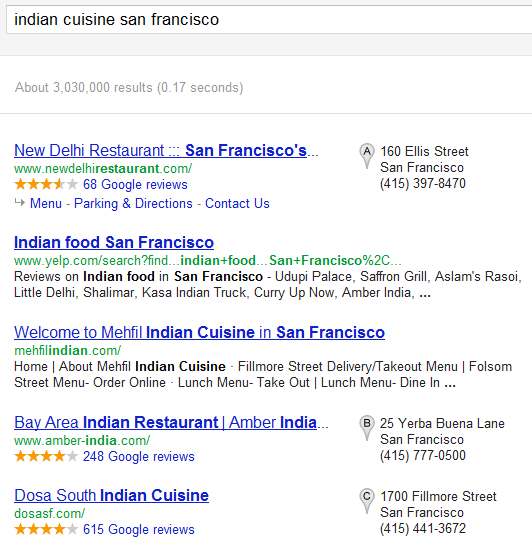 indian cuisine san francisco
About 3,030,000 results (0.17 seconds)
New Delhi Restaurant ::: San Francisco's...
www.newdelhirestaurant.com/
68 Google reviews
Menu - Parking & Directions - Contact Us
A 160 Ellis Street
San Francisco
(415) 397-8470
Indian food San Francisco
www.yelp.com/search?find...indian+food...San+Francisco%2C...
Reviews on Indian food in San Francisco - Udupi Palace, Saffron Grill, Aslam's Rasoi,
Little Delhi, Shalimar, Kasa Indian Truck, Curry Up Now, Amber India, ...
Welcome to Mehfil Indian Cuisine in San Francisco
mehfilindian.com/
Home | About Mehfil Indian Cuisine · Fillmore Street Delivery/Takeout Menu | Folsom
Street Menu- Order Online · Lunch Menu- Take Out | Lunch Menu- Dine In ...
Bay Area Indian Restaurant | Amber India...
www.amber-india.com/
248 Google reviews
B 25 Yerba Buena Lane
San Francisco
(415) 777-0500
Dosa South Indian Cuisine
dosasf.com/
615 Google reviews
C 1700 Fillmore Street
San Francisco
(415) 441-3672